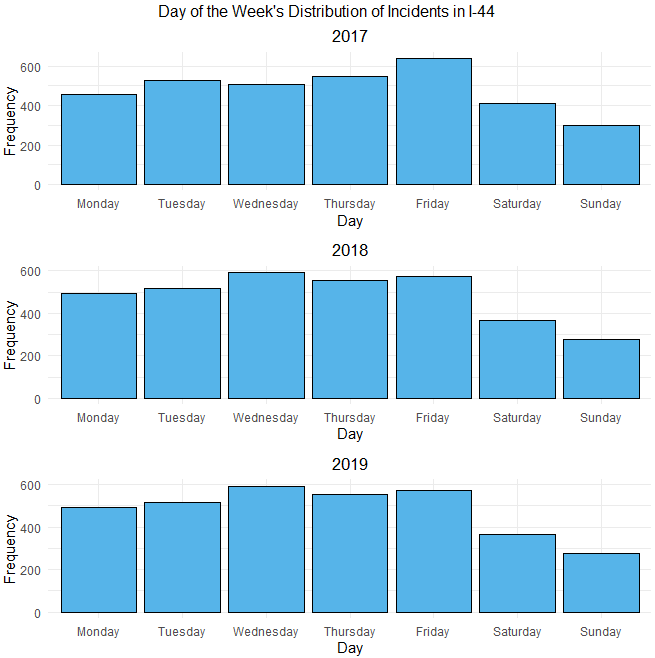 Day of the Week's Distribution of Incidents in I-44
2017
Frequency
600
400
200
0
Monday Tuesday Wednesday Thursday Friday Saturday Sunday
Day
2018
Frequency
600
400
200
0
Monday Tuesday Wednesday Thursday Friday Saturday Sunday
Day
2019
Frequency
600
400
200
0
Monday Tuesday Wednesday Thursday Friday Saturday Sunday
Day